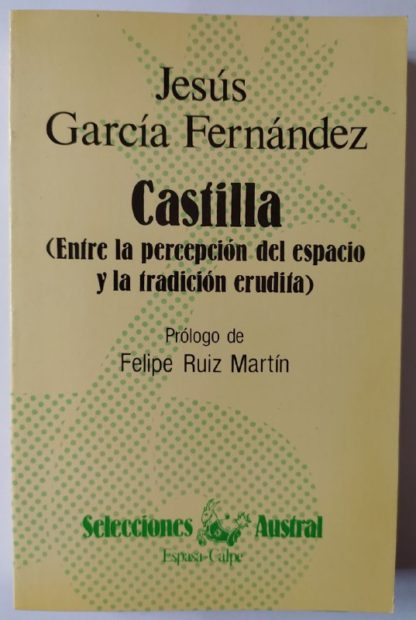 Jesús
García Fernández
Castilla
(Entre la percepción del espacio
y la tradición erudita)
Prólogo de
Felipe Ruiz Martín
Selecciones Austral
Espasa-Calpe